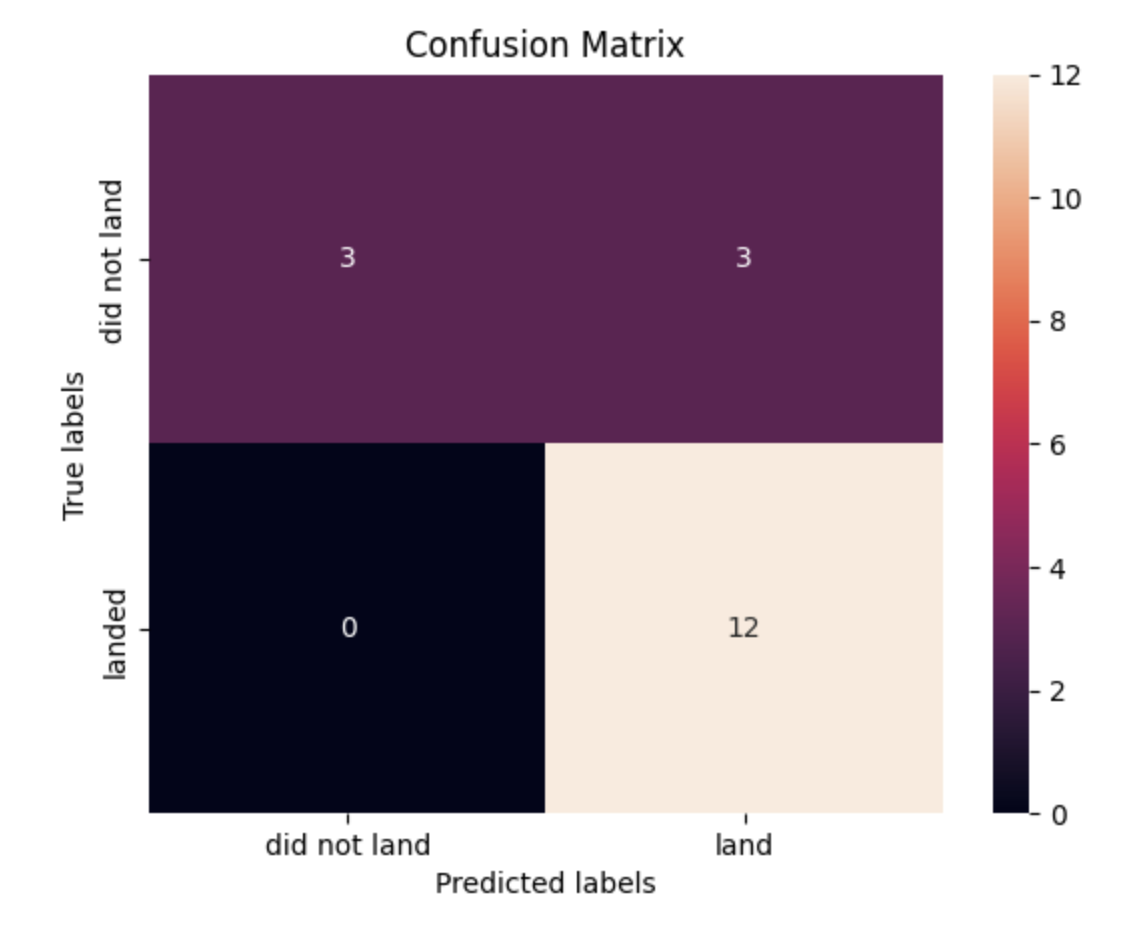 Confusion Matrix
12
10
8
6
4
2
0
True labels
did not land
landed
3 3
0 12
did not land land
Predicted labels